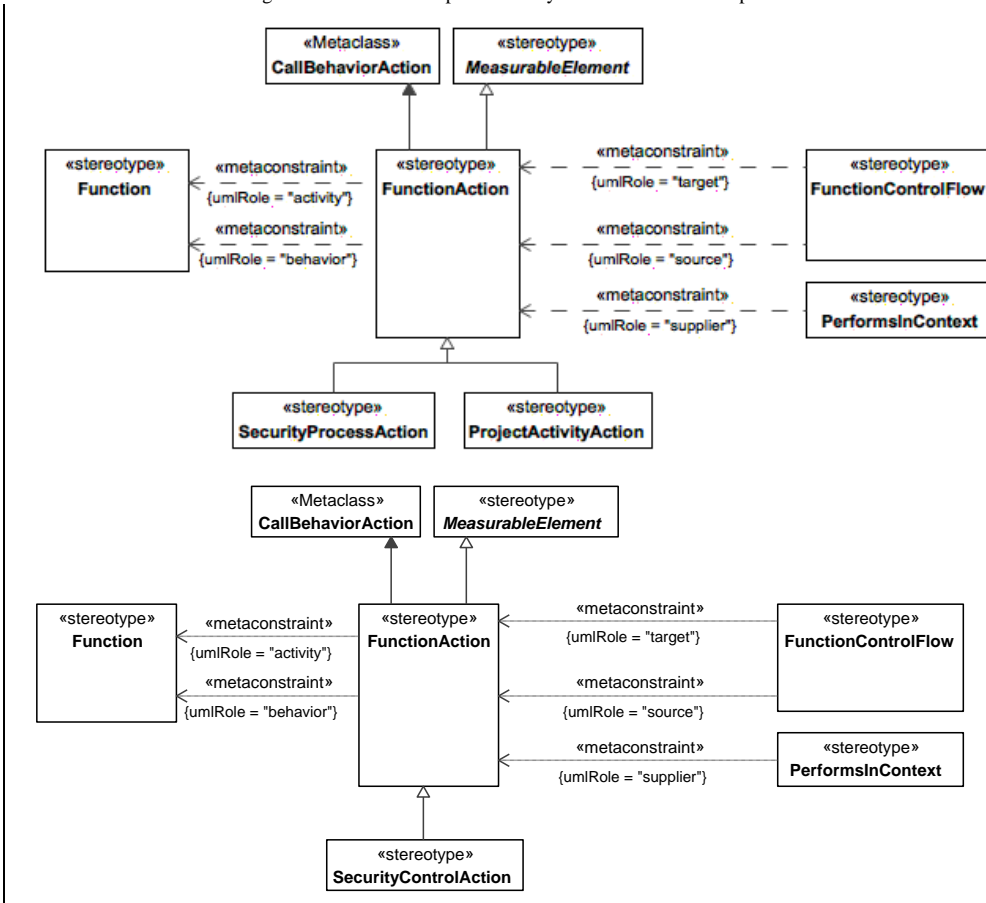 «Metaclass»
CallBehaviorAction
«stereotype»
MeasurableElement
«stereotype»
Function
«metaconstraint»
{umlRole = "activity"}
«metaconstraint»
{umlRole = "behavior"}
«stereotype»
FunctionAction
«metaconstraint»
{umlRole = "target"}
«metaconstraint»
{umlRole = "source"}
«metaconstraint»
{umlRole = "supplier"}
«stereotype»
FunctionControlFlow
«stereotype»
PerformsInContext
«stereotype»
SecurityProcessAction
«stereotype»
ProjectActivityAction
«Metaclass»
CallBehaviorAction
«stereotype»
MeasurableElement
«stereotype»
Function
«metaconstraint»
{umlRole = "activity"}
«metaconstraint»
{umlRole = "behavior"}
«stereotype»
FunctionAction
«metaconstraint»
{umlRole = "target"}
«metaconstraint»
{umlRole = "source"}
«metaconstraint»
{umlRole = "supplier"}
«stereotype»
FunctionControlFlow
«stereotype»
PerformsInContext
«stereotype»
SecurityControlAction